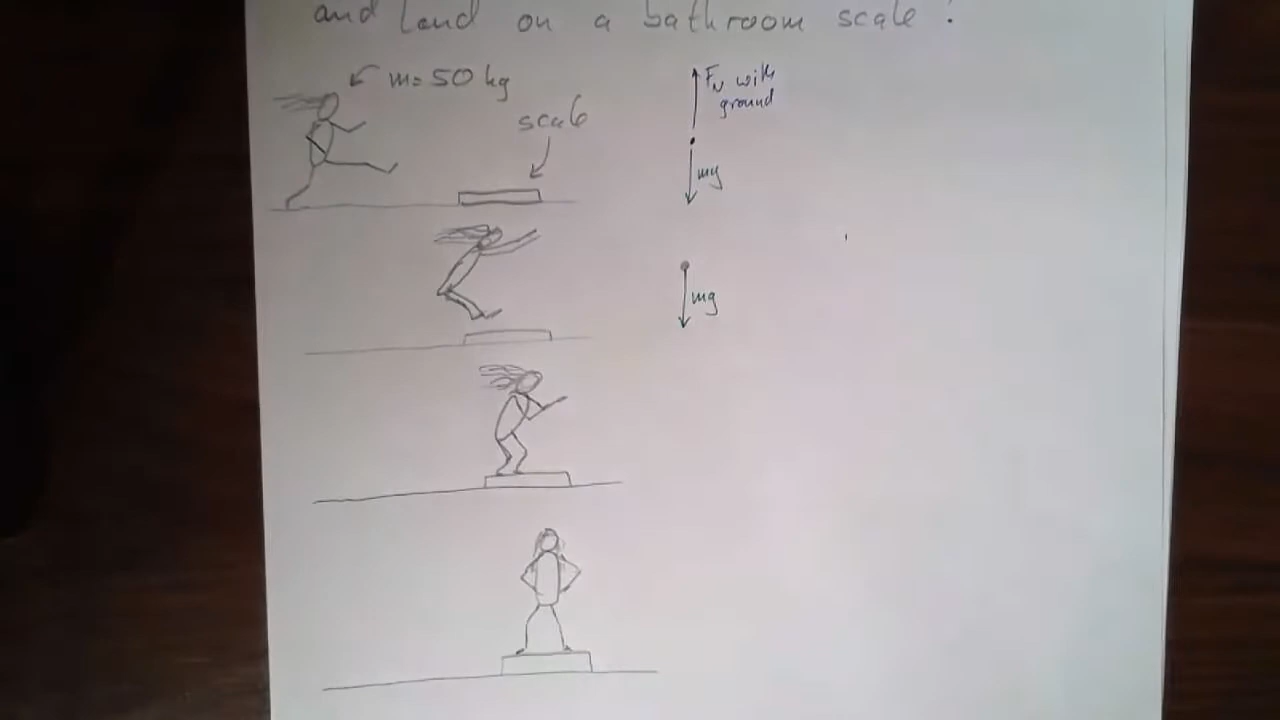 and land on a bathroom scale?
m=50 kg
scale
F_N with
ground
mg
mg